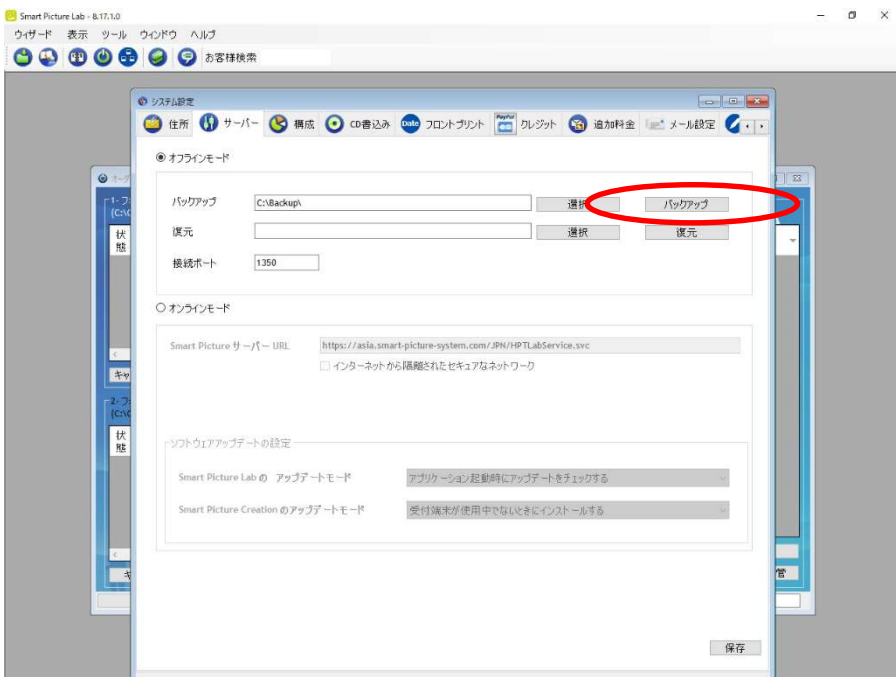 Smart Picture Lab - 8.17.1.0
ウィザード 表示 ツール ウィンドウ ヘルプ
お客様検索
システム設定
住所 サーバー 構成 CD書込み Date フロントプリント PayPal クレジット 追加料金 メール設定
オフラインモード
バックアップ C:\Backup\ 選択 バックアップ
復元 選択 復元
接続ポート 1350
オンラインモード
Smart Picture サーバー URL https://asia.smart-picture-system.com/JPN/HPTLabService.svc
インターネットから隔離されたセキュアなネットワーク
ソフトウェアアップデートの設定
Smart Picture Lab の アップデートモード アプリケーション起動時にアップデートをチェックする
Smart Picture Creation のアップデートモード 受付端末が使用中でないときにインストールする
保存
状態
キャ
状態
管